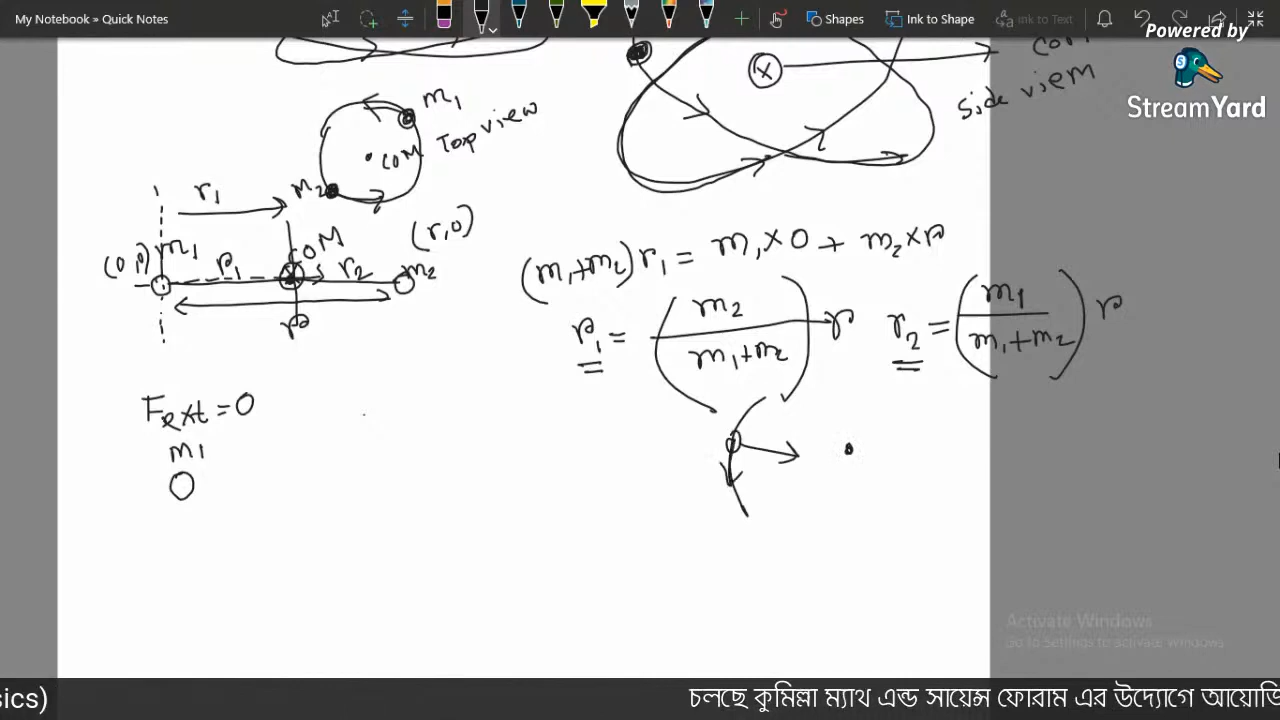 My Notebook » Quick Notes
Shapes
Ink to Shape
Ink to Text
Powered by
StreamYard
com
side view
m1
Top view
COM
m2
r1
(0,0) m1
COM
(r,0)
r1
r2
m2
r
(m1+m2)r1 = m1×0 + m2×r
r1 = (m2/(m1+m2)) r
r2 = (m1/(m1+m2)) r
Fext=0
m1
Activate Windows
Go to Settings to activate Windows.
sics)
চলছে কুমিল্লা ম্যাথ এন্ড সায়েন্স ফোরাম এর উদ্যোগে আয়োজি